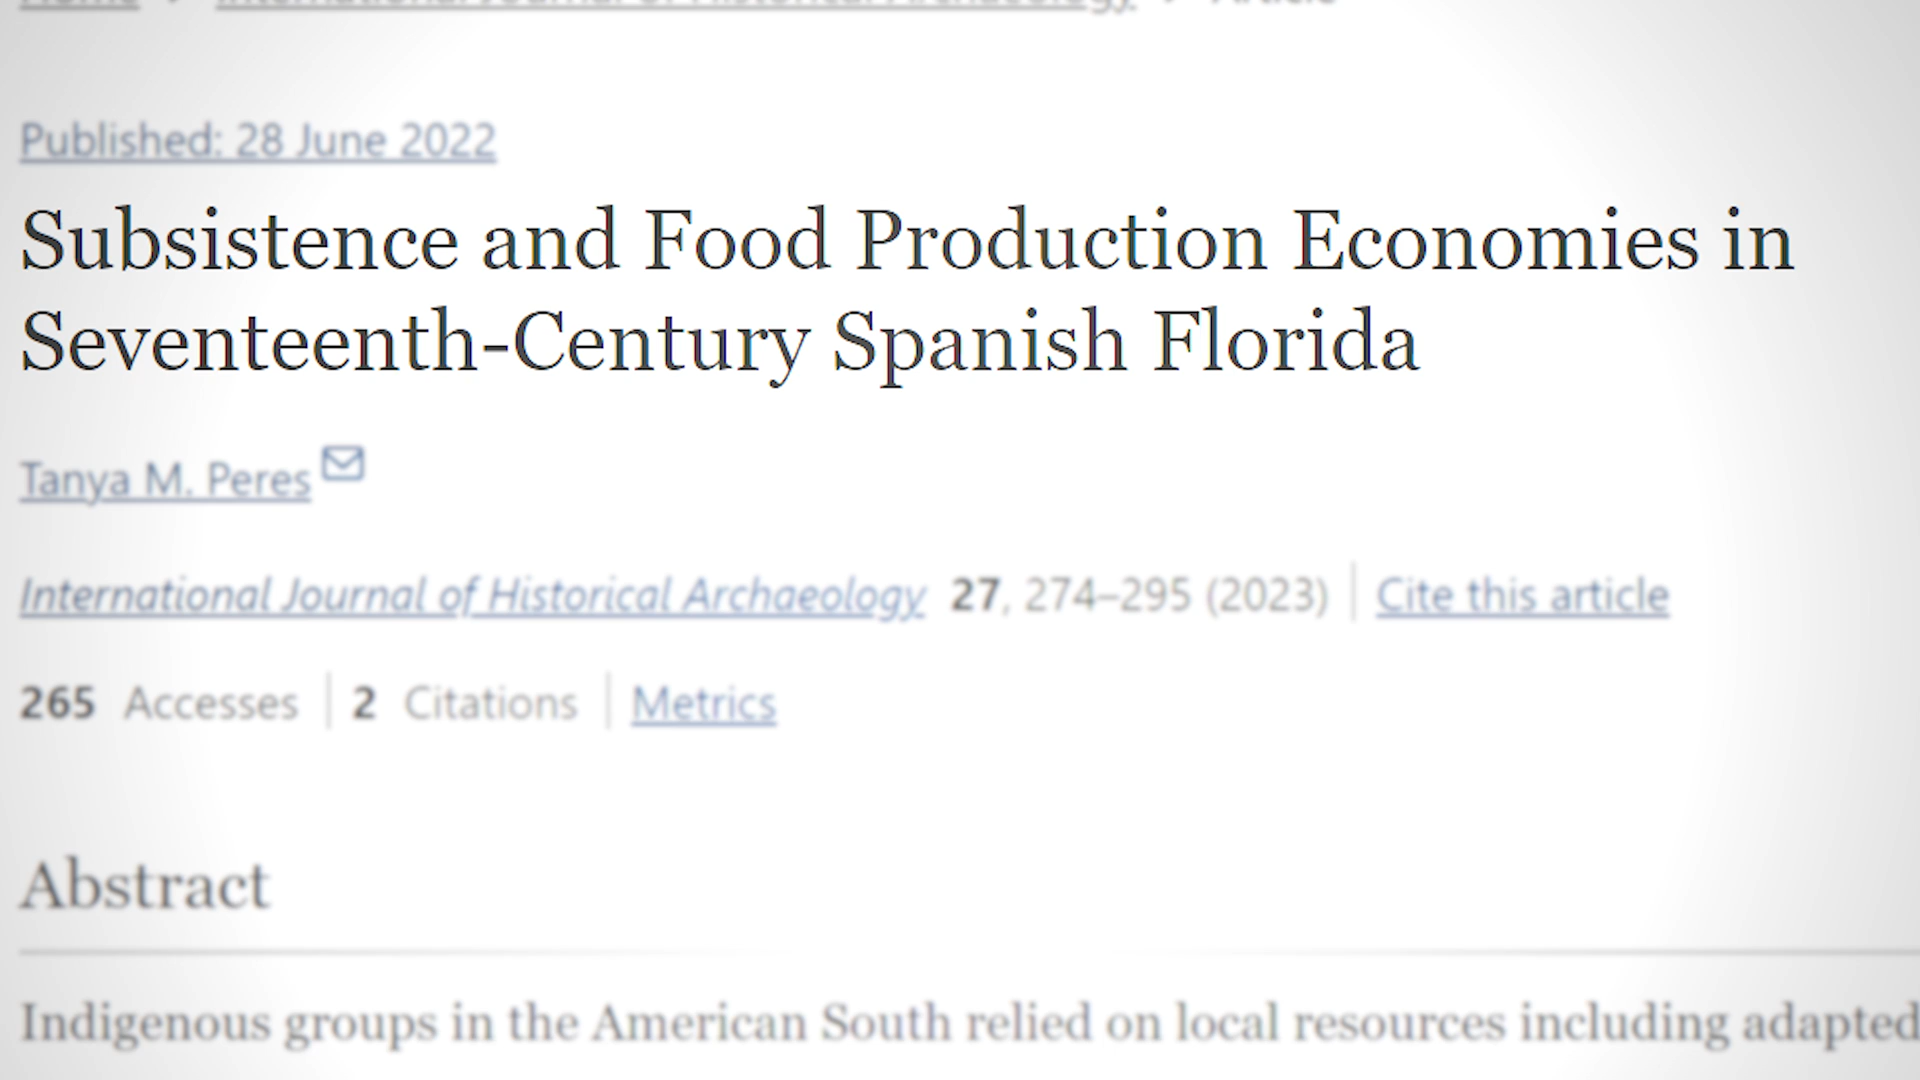 Published: 28 June 2022
Subsistence and Food Production Economies in
Seventeenth-Century Spanish Florida
Tanya M. Peres
International Journal of Historical Archaeology 27, 274–295 (2023) Cite this article
265 Accesses 2 Citations Metrics
Abstract
Indigenous groups in the American South relied on local resources including adapted